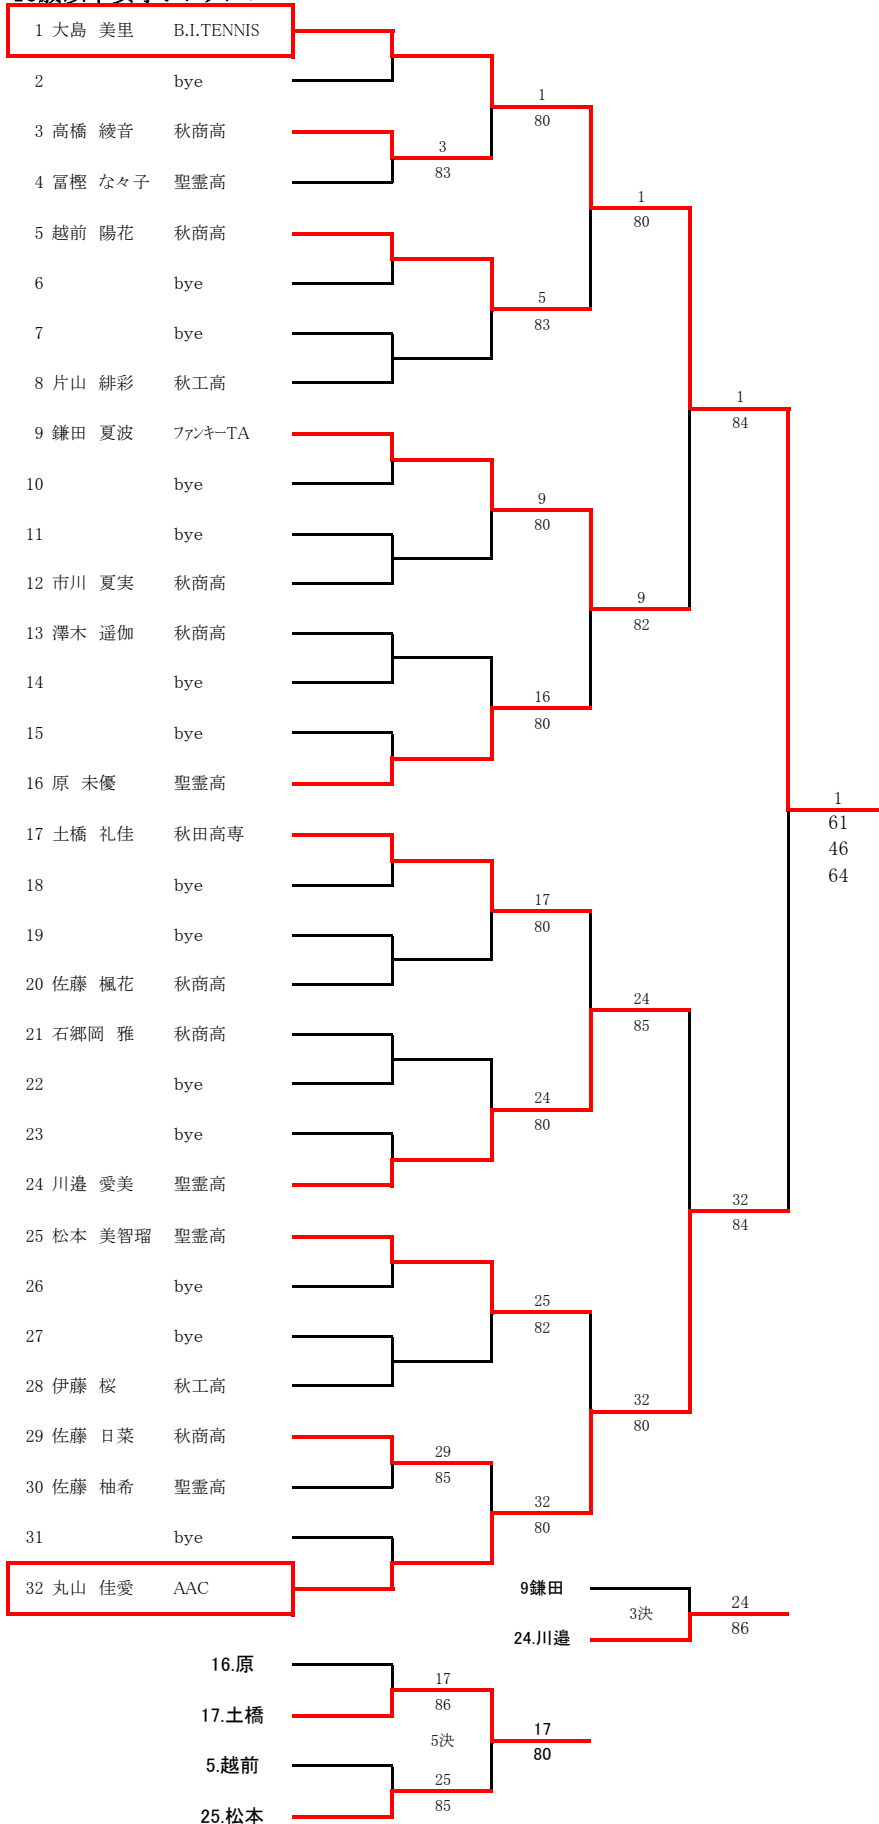 1 大島 美里 B.I.TENNIS
2 bye
1
80
3 高橋 綾音 秋商高
3
83
4 冨樫 な々子 聖霊高
1
80
5 越前 陽花 秋商高
6 bye
5
83
7 bye
8 片山 緋彩 秋工高
1
84
9 鎌田 夏波 ファンキーTA
10 bye
9
80
11 bye
12 市川 夏実 秋商高
9
82
13 澤木 遥伽 秋商高
14 bye
16
80
15 bye
16 原 未優 聖霊高
1
61
46
64
17 土橋 礼佳 秋田高専
18 bye
17
80
19 bye
20 佐藤 楓花 秋商高
24
85
21 石郷岡 雅 秋商高
22 bye
24
80
23 bye
24 川邉 愛美 聖霊高
32
84
25 松本 美智瑠 聖霊高
26 bye
25
82
27 bye
28 伊藤 桜 秋工高
32
80
29 佐藤 日菜 秋商高
29
85
30 佐藤 柚希 聖霊高
32
80
31 bye
32 丸山 佳愛 AAC
9鎌田
3決
24
86
24.川邉
16.原
17
86
17.土橋
5決
17
80
5.越前
25
85
25.松本